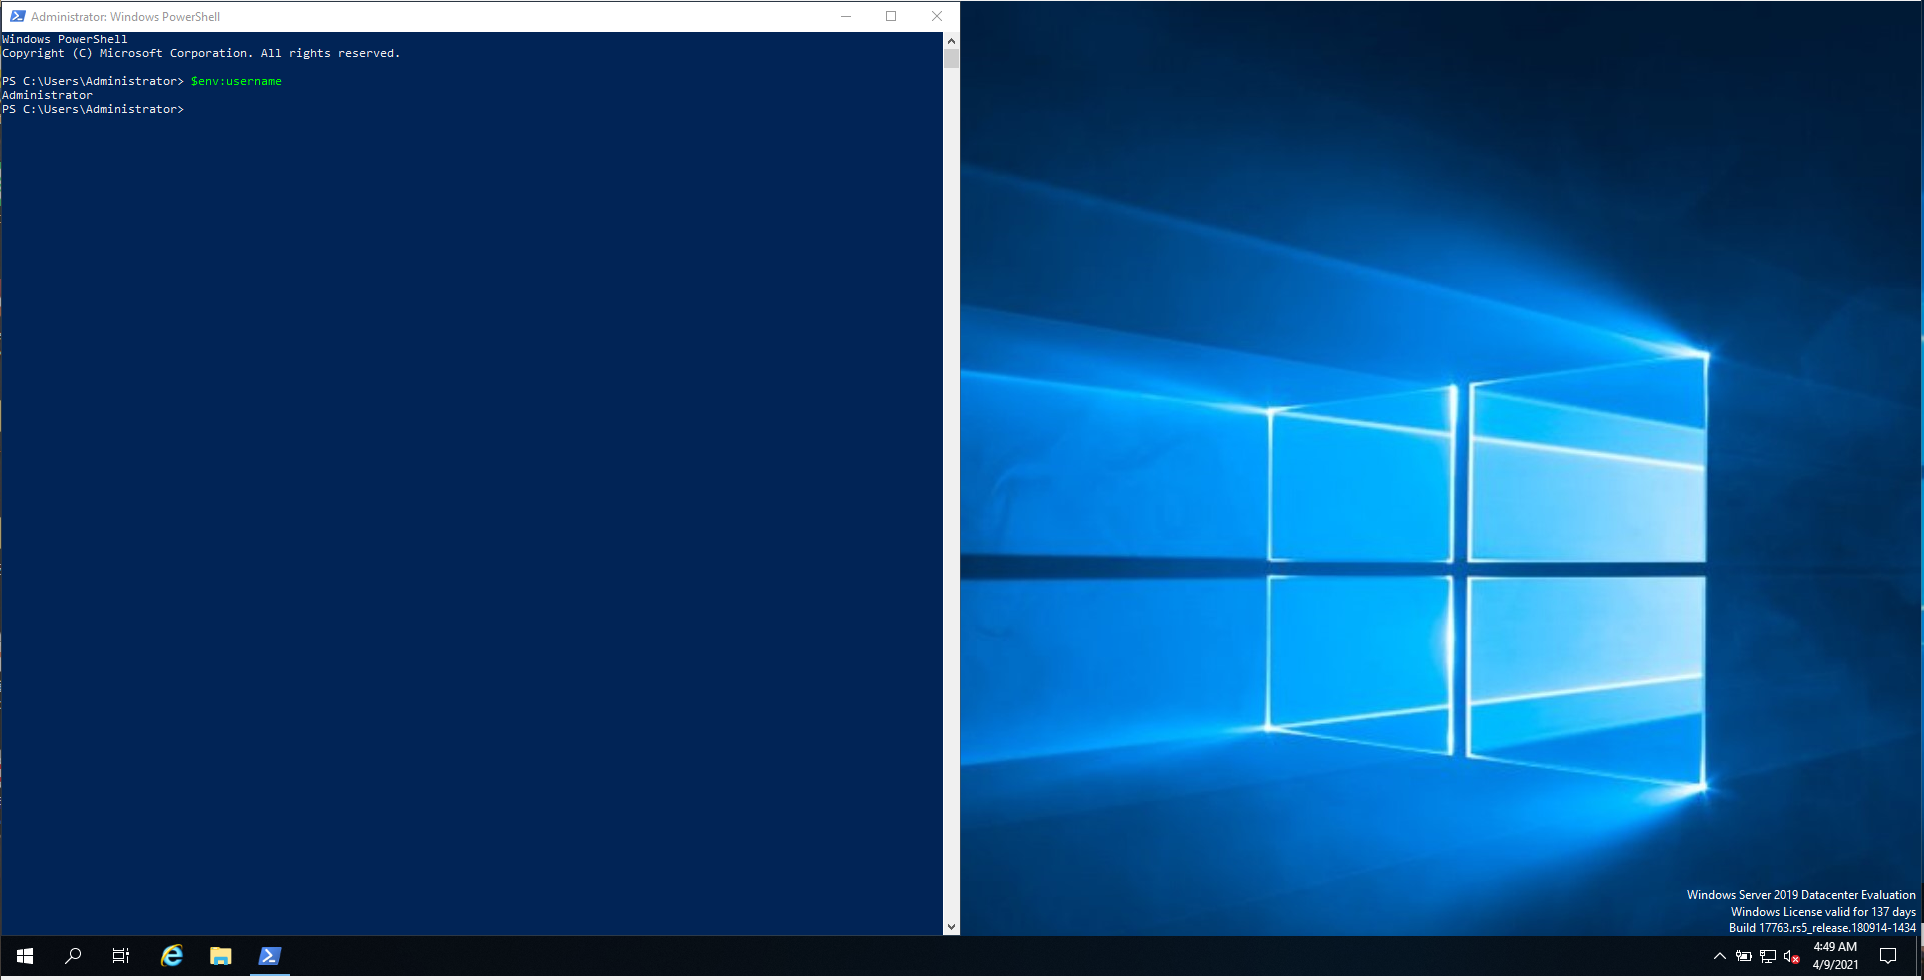 Administrator: Windows PowerShell
Windows PowerShell
Copyright (C) Microsoft Corporation. All rights reserved.
PS C:\Users\Administrator> $env:username
Administrator
PS C:\Users\Administrator>
Windows Server 2019 Datacenter Evaluation
Windows License valid for 137 days
Build 17763.rs5_release.180914-1434
4:49 AM
4/9/2021